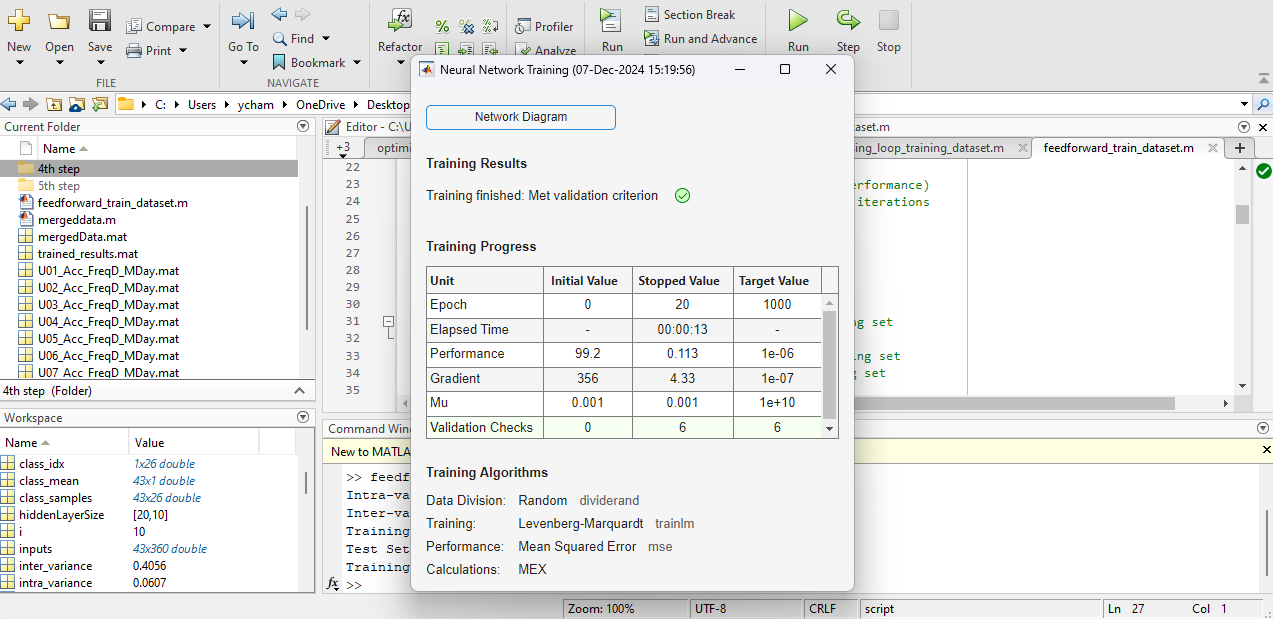 New
Open
Save
Compare
Print
FILE
Go To
Find
Bookmark
NAVIGATE
Refactor
fx
Profiler
Analyze
Run
Section Break
Run and Advance
Run
Step
Stop
C: Users ycham OneDrive Desktop
Current Folder
Name
4th step
5th step
feedforward_train_dataset.m
mergeddata.m
mergedData.mat
trained_results.mat
U01_Acc_FreqD_MDay.mat
U02_Acc_FreqD_MDay.mat
U03_Acc_FreqD_MDay.mat
U04_Acc_FreqD_MDay.mat
U05_Acc_FreqD_MDay.mat
U06_Acc_FreqD_MDay.mat
U07_Acc_FreqD_MDay.mat
4th step (Folder)
Workspace
Name Value
class_idx 1x26 double
class_mean 43x1 double
class_samples 43x26 double
hiddenLayerSize [20,10]
i 10
inputs 43x360 double
inter_variance 0.4056
intra_variance 0.0607
Editor - C:\U
aset.m
+3
optimi
ing_loop_training_dataset.m
feedforward_train_dataset.m
+
22
23
24
25
26
27
28
29
30
31
32
33
34
35
erformance)
iterations
ng set
ing set
g set
Neural Network Training (07-Dec-2024 15:19:56)
Network Diagram
Training Results
Training finished: Met validation criterion
Training Progress
Unit Initial Value Stopped Value Target Value
Epoch 0 20 1000
Elapsed Time - 00:00:13 -
Performance 99.2 0.113 1e-06
Gradient 356 4.33 1e-07
Mu 0.001 0.001 1e+10
Validation Checks 0 6 6
Training Algorithms
Data Division: Random dividerand
Training: Levenberg-Marquardt trainlm
Performance: Mean Squared Error mse
Calculations: MEX
Command Win
New to MATLA
>> feedf
Intra-va
Inter-va
Training
Test Set
Training
fx >>
Zoom: 100% UTF-8 CRLF script Ln 27 Col 1